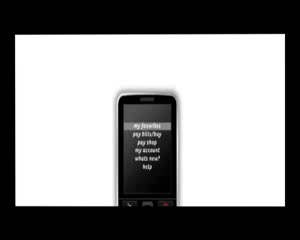 my favorites
pay bills/buy
pay shop
my account
whats new?
help